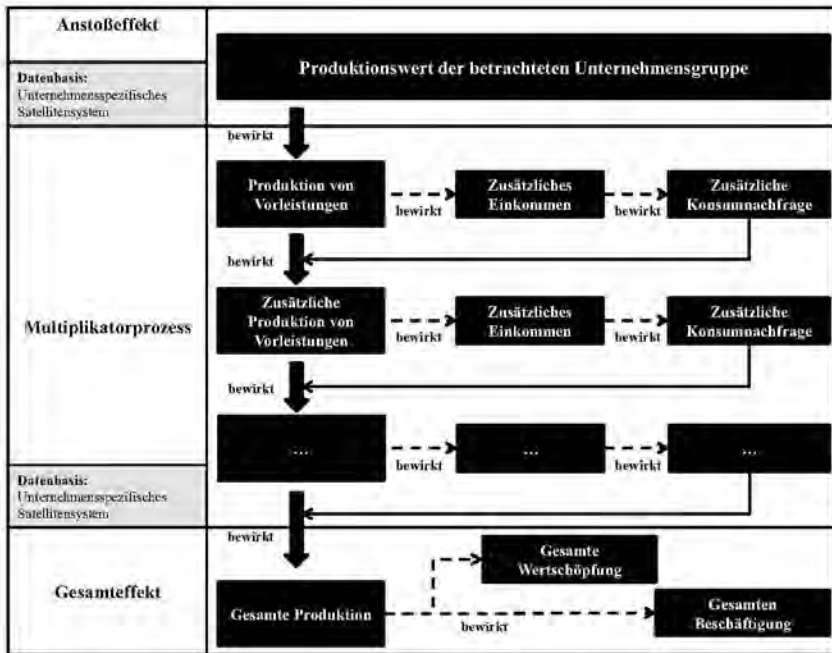 Anstoßeffekt
Produktionswert der betrachteten Unternehmensgruppe
Datenbasis:
Unternehmensspezifisches
Satellitensystem
bewirkt
Produktion von
Vorleistungen
bewirkt
Zusätzliches
Einkommen
bewirkt
Zusätzliche
Konsumnachfrage
bewirkt
Multiplikatorprozess
Zusätzliche
Produktion von
Vorleistungen
bewirkt
Zusätzliches
Einkommen
bewirkt
Zusätzliche
Konsumnachfrage
bewirkt
...
bewirkt
...
bewirkt
...
Datenbasis:
Unternehmensspezifisches
Satellitensystem
bewirkt
Gesamteffekt
Gesamte Produktion
bewirkt
Gesamte
Wertschöpfung
Gesamten
Beschäftigung